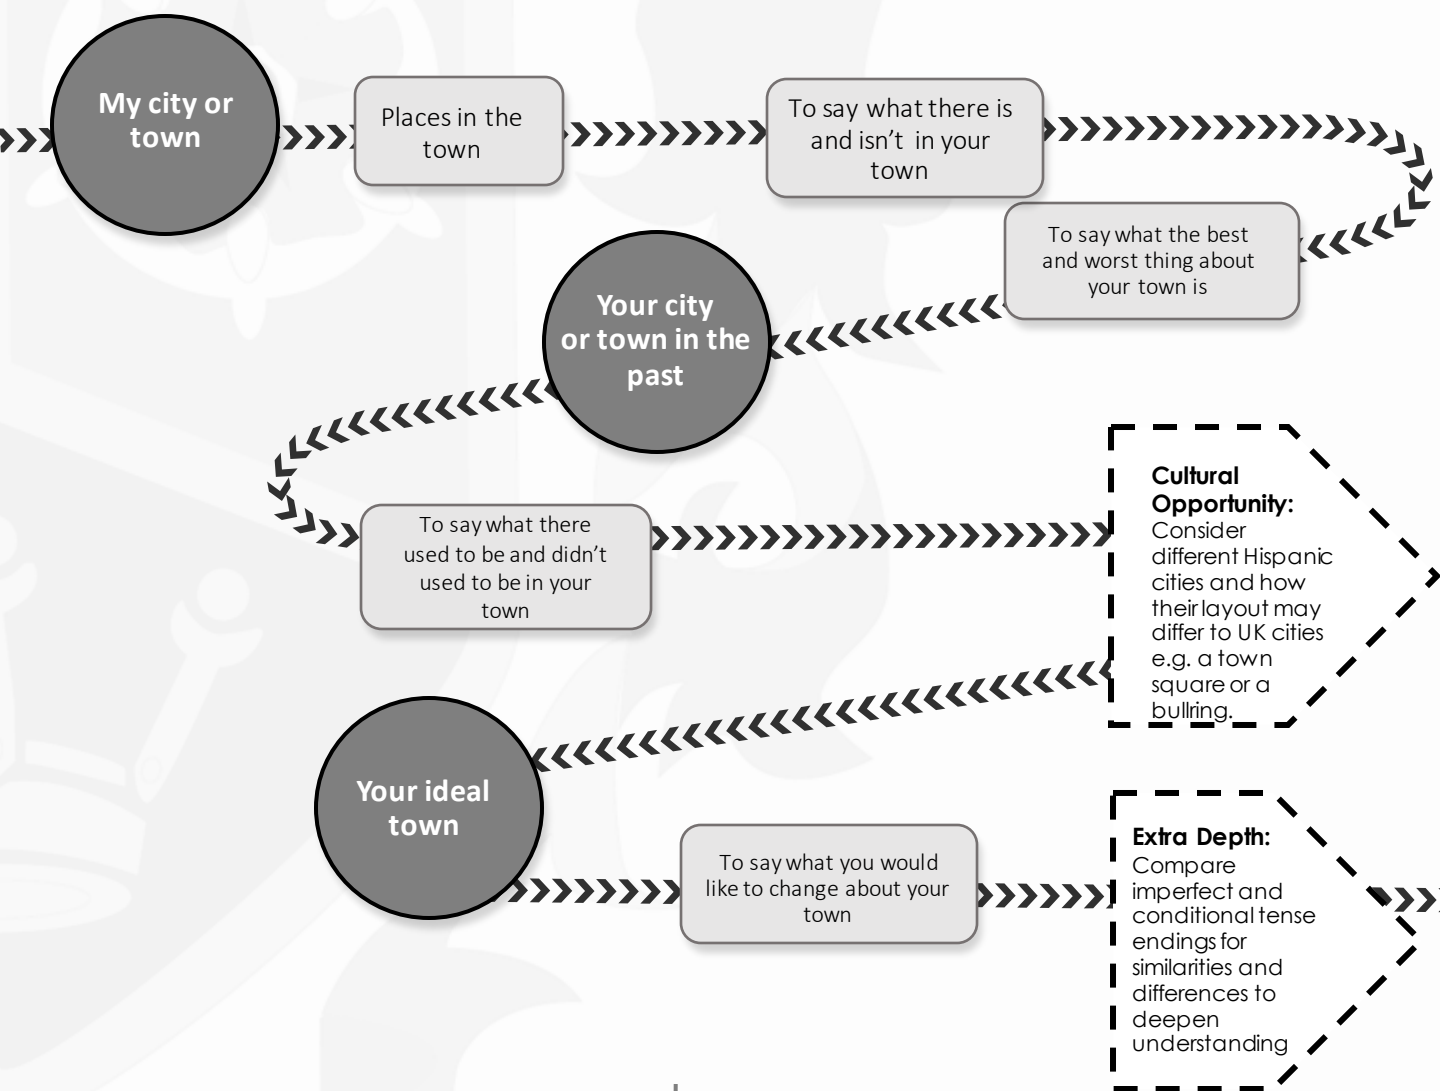 My city or
town
Places in the
town
To say what there is
and isn't in your
town
To say what the best
and worst thing about
your town is
Your city
or town in the
past
To say what there
used to be and didn't
used to be in your
town
Cultural
Opportunity:
Consider
different Hispanic
cities and how
their layout may
differ to UK cities
e.g. a town
square or a
bullring.
Your ideal
town
To say what you would
like to change about your
town
Extra Depth:
Compare
imperfect and
conditional tense
endings for
similarities and
differences to
deepen
understanding